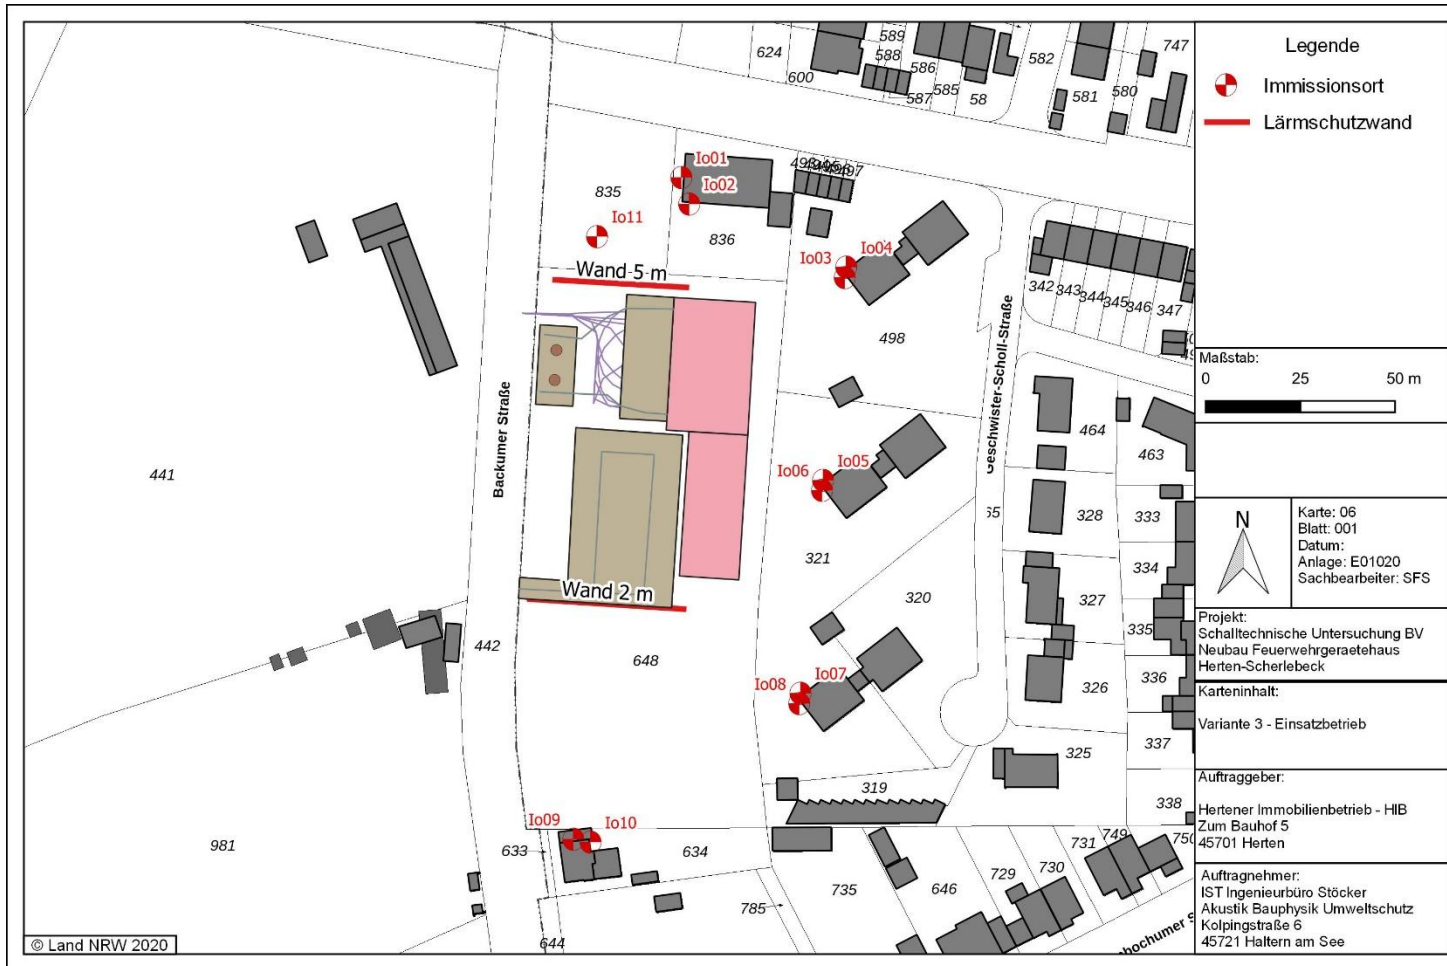 Legende
Immissionsort
Lärmschutzwand
Maßstab:
0 25 50 m
N
Karte: 06
Blatt: 001
Datum:
Anlage: E01020
Sachbearbeiter: SFS
Projekt:
Schalltechnische Untersuchung BV
Neubau Feuerwehrgeraetehaus
Herten-Scherlebeck
Karteninhalt:
Variante 3 - Einsatzbetrieb
Auftraggeber:
Hertener Immobilienbetrieb - HIB
Zum Bauhof 5
45701 Herten
Auftragnehmer:
IST Ingenieurbüro Stöcker
Akustik Bauphysik Umweltschutz
Kolpingstraße 6
45721 Haltern am See
624
600
589
588
587
586
585
58
582
581
580
747
Io01
Io02
835
Io11
836
497
Io03
Io04
Wand 5 m
498
342
343
344
345
346
347
Backumer Straße
Geschwister-Scholl-Straße
441
464
463
Io06
Io05
65
328
333
321
334
320
327
335
Wand 2 m
442
648
326
336
Io08
Io07
325
337
319
338
Io09
Io10
981
633
634
731
749
750
730
729
735
646
785
644
© Land NRW 2020